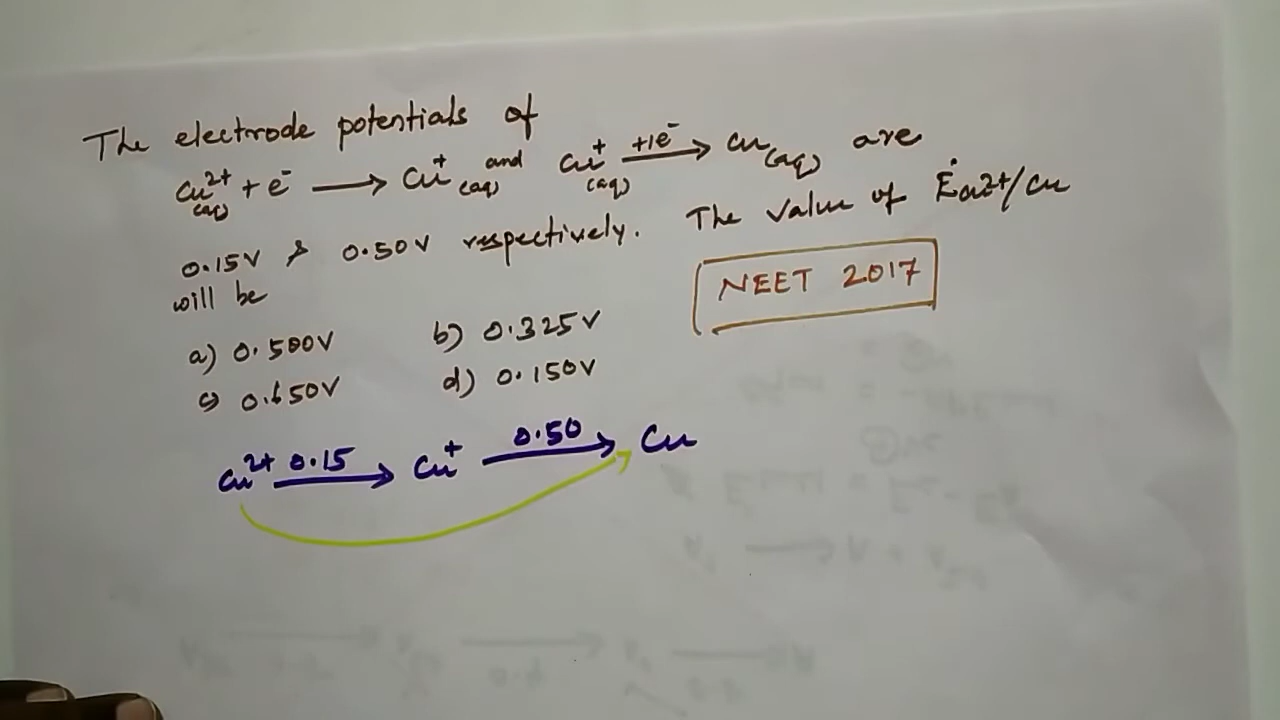 The electrode potentials of
Cu²⁺(aq) + e⁻ ⟶ Cu⁺(aq) and Cu⁺(aq) +1e⁻⟶ Cu(aq) are
0.15V & 0.50V respectively. The value of E°Cu2+/Cu
will be
NEET 2017
a) 0.500V b) 0.325V
c) 0.650V d) 0.150V
Cu²⁺ 0.15⟶ Cu⁺ 0.50⟶ Cu